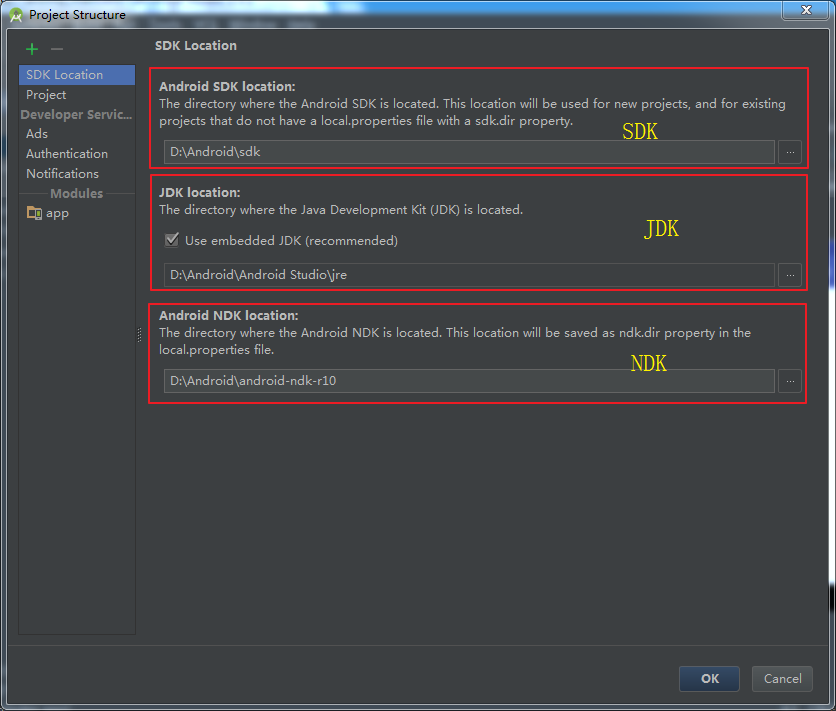 Project Structure
SDK Location
Project
Developer Servic...
Ads
Authentication
Notifications
Modules
app
SDK Location
Android SDK location:
The directory where the Android SDK is located. This location will be used for new projects, and for existing
projects that do not have a local.properties file with a sdk.dir property.
SDK
D:\Android\sdk
...
JDK location:
The directory where the Java Development Kit (JDK) is located.
JDK
Use embedded JDK (recommended)
D:\Android\Android Studio\jre
...
Android NDK location:
The directory where the Android NDK is located. This location will be saved as ndk.dir property in the
local.properties file.
NDK
D:\Android\android-ndk-r10
...
OK
Cancel